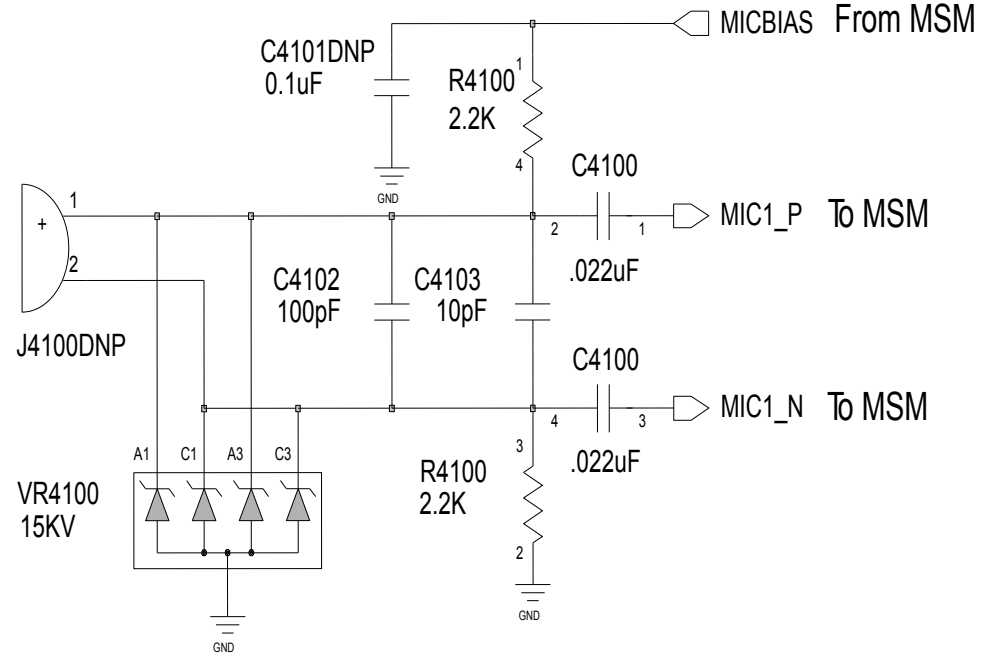 MICBIAS From MSM
C4101DNP
0.1uF
R4100
2.2K
1
4
GND
C4100
2
1
.022uF
MIC1_P To MSM
+
1
2
J4100DNP
C4102
100pF
C4103
10pF
C4100
4
3
.022uF
MIC1_N To MSM
A1 C1 A3 C3
VR4100
15KV
GND
R4100
2.2K
3
2
GND